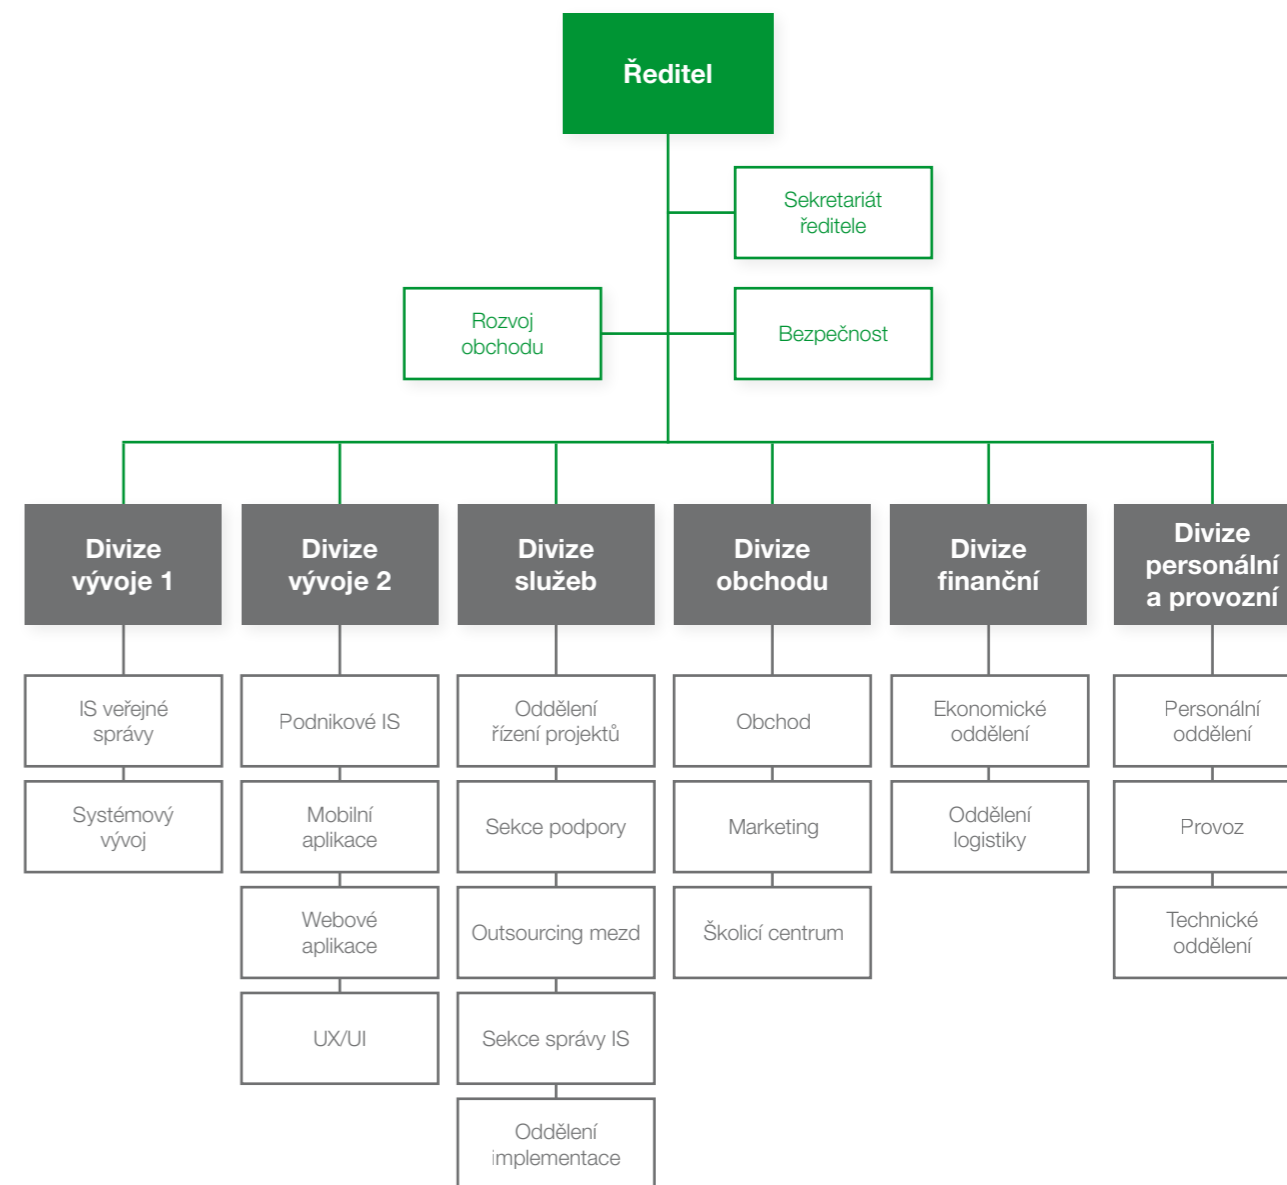 Ředitel
Sekretariát
ředitele
Rozvoj
obchodu
Bezpečnost
Divize
vývoje 1
Divize
vývoje 2
Divize
služeb
Divize
obchodu
Divize
finanční
Divize
personální
a provozní
IS veřejné
správy
Podnikové IS
Oddělení
řízení projektů
Obchod
Ekonomické
oddělení
Personální
oddělení
Systémový
vývoj
Mobilní
aplikace
Sekce podpory
Marketing
Oddělení
logistiky
Provoz
Webové
aplikace
Outsourcing mezd
Školicí centrum
Technické
oddělení
UX/UI
Sekce správy IS
Oddělení
implementace